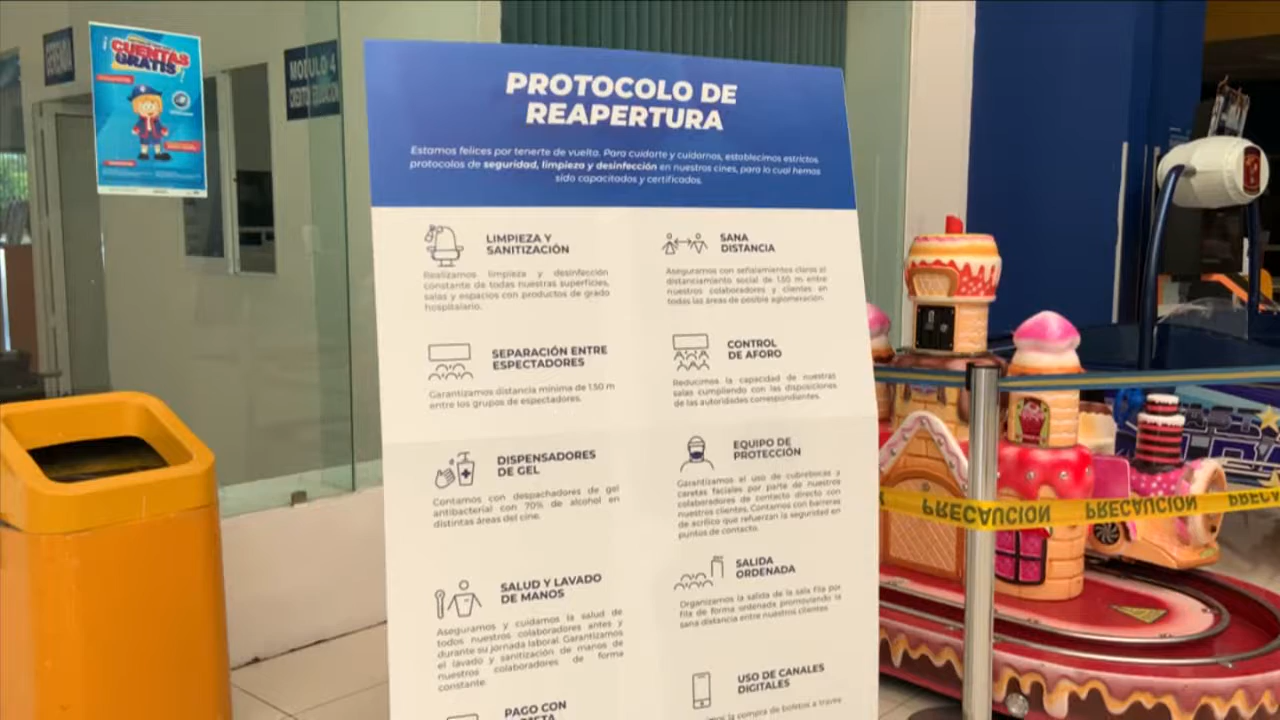 CUENTAS
GRATIS
MODULO 4
PROTOCOLO DE
REAPERTURA
Estamos felices por tenerte de vuelta. Para cuidarte y cuidarnos, establecimos estrictos
protocolos de seguridad, limpieza y desinfección en nuestros cines, para lo cual hemos
sido capacitados y certificados.
LIMPIEZA Y
SANITIZACIÓN
Realizamos limpieza y desinfección
constante de todas nuestras superficies,
salas y espacios con productos de grado
hospitalario.
SEPARACIÓN ENTRE
ESPECTADORES
Garantizamos distancia mínima de 1.50 m
entre los grupos de espectadores.
DISPENSADORES
DE GEL
Contamos con despachadores de gel
antibacterial con 70% de alcohol en
distintas áreas del cine.
SALUD Y LAVADO
DE MANOS
Aseguramos y cuidamos la salud de
todos nuestros colaboradores antes y
durante su jornada laboral. Garantizamos
el lavado y sanitización de manos de
nuestros colaboradores de forma
constante.
PAGO CON
SANA
DISTANCIA
Aseguramos con señalamientos claros el
distanciamiento social de 1.50 m entre
nuestros colaboradores y clientes en
todas las áreas de posible aglomeración.
CONTROL
DE AFORO
Reducimos la capacidad de nuestras
salas cumpliendo con las disposiciones
de las autoridades correspondientes.
EQUIPO DE
PROTECCIÓN
Garantizamos el uso de cubrebocas y
caretas faciales por parte de nuestros
colaboradores de contacto directo con
nuestros clientes. Contamos con barreras
de acrílico que refuerzan la seguridad en
puntos de contacto.
SALIDA
ORDENADA
Organizamos la salida de la sala fila por
fila de forma ordenada promoviendo la
sana distancia entre nuestros clientes
USO DE CANALES
DIGITALES
la compra de boletos a través
PRECAUCION PRECAUCION